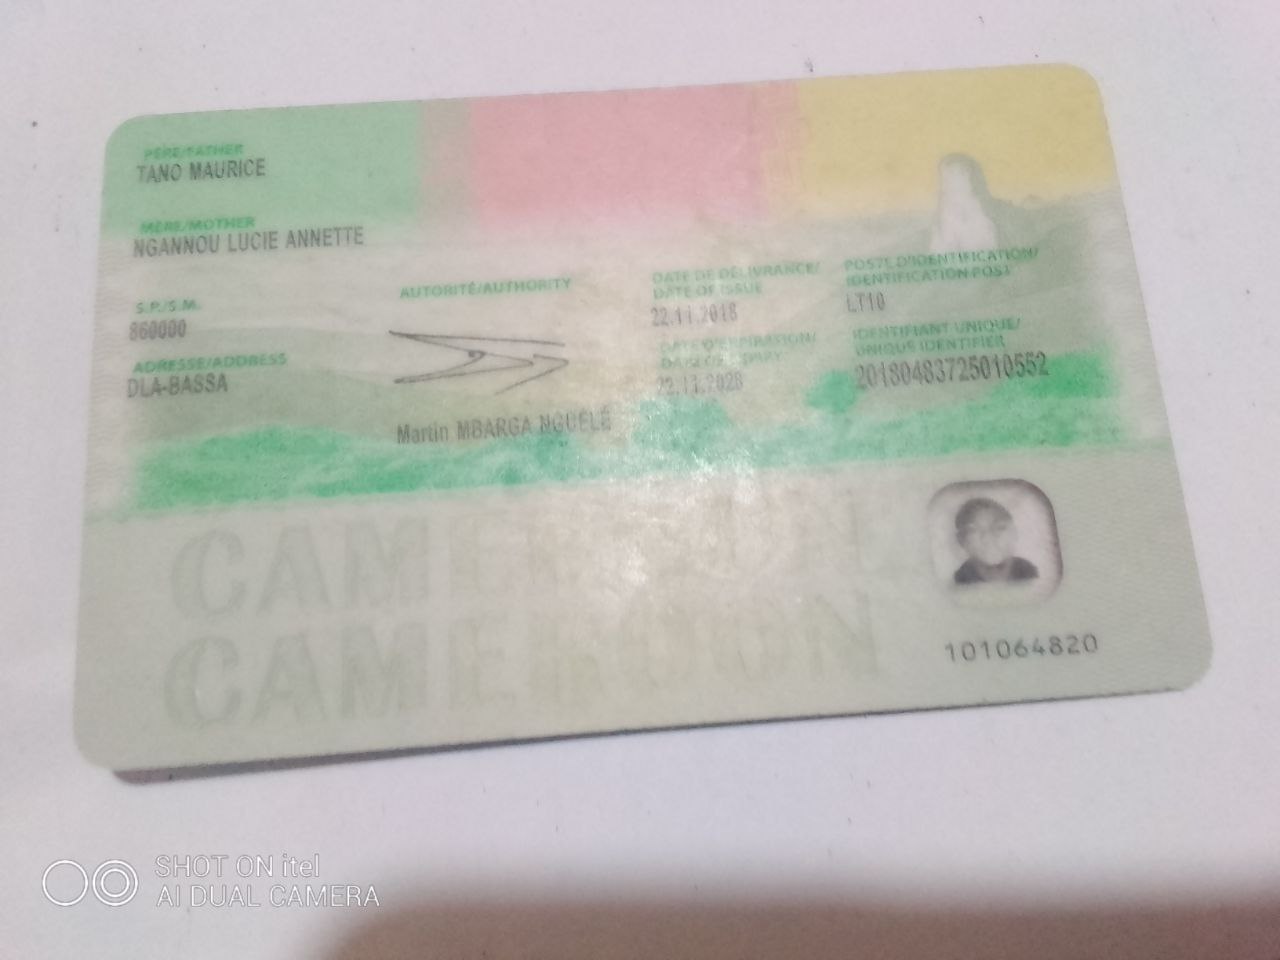 PÈRE/FATHER
TANO MAURICE
MÈRE/MOTHER
NGANNOU LUCIE ANNETTE
S.P./S.M.
860000
ADRESSE/ADDRESS
DLA-BASSA
AUTORITÉ/AUTHORITY
Martin MBARGA NGUÉLÉ
DATE DE DÉLIVRANCE/
DATE OF ISSUE
22.11.2018
DATE D'EXPIRATION/
DATE OF EXPIRY
22.11.2028
POSTE D'IDENTIFICATION/
IDENTIFICATION POST
LT10
IDENTIFIANT UNIQUE/
UNIQUE IDENTIFIER
20180483725010552
CAMEROUN
CAMEROON
101064820
SHOT ON itel
AI DUAL CAMERA